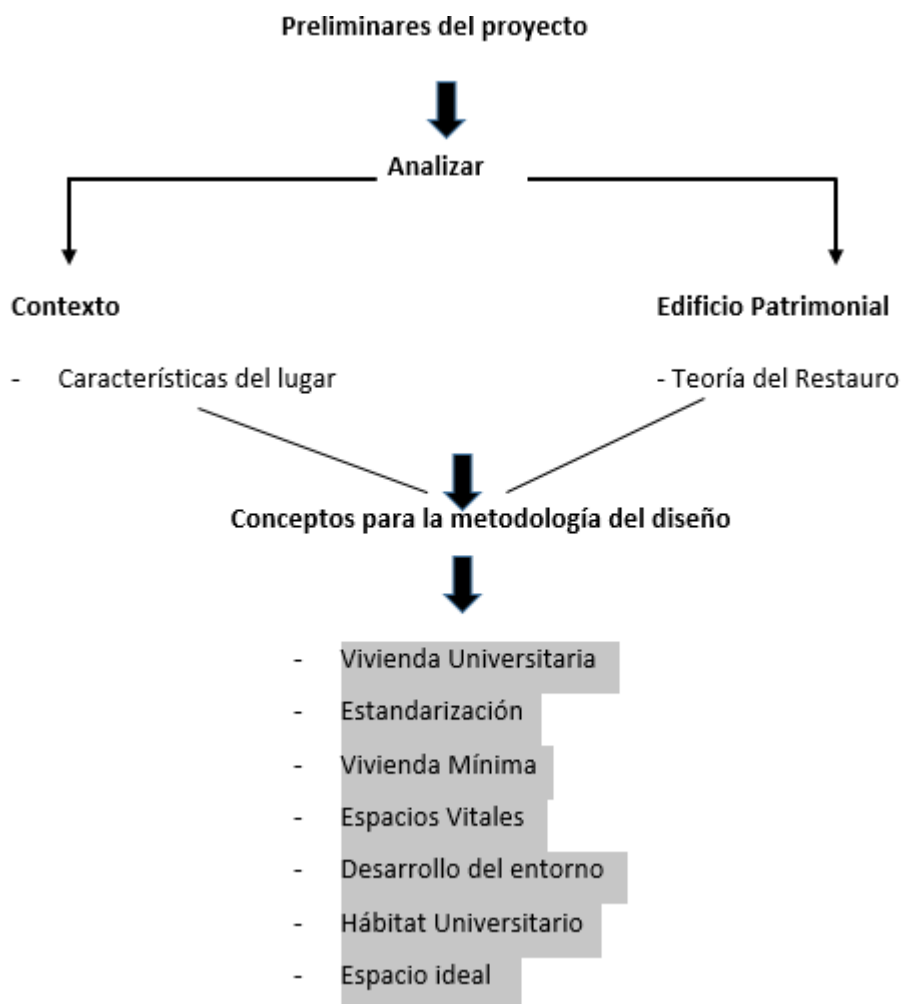 Preliminares del proyecto
Analizar
Contexto
Edificio Patrimonial
- Características del lugar
- Teoría del Restauro
Conceptos para la metodología del diseño
- Vivienda Universitaria
- Estandarización
- Vivienda Mínima
- Espacios Vitales
- Desarrollo del entorno
- Hábitat Universitario
- Espacio ideal